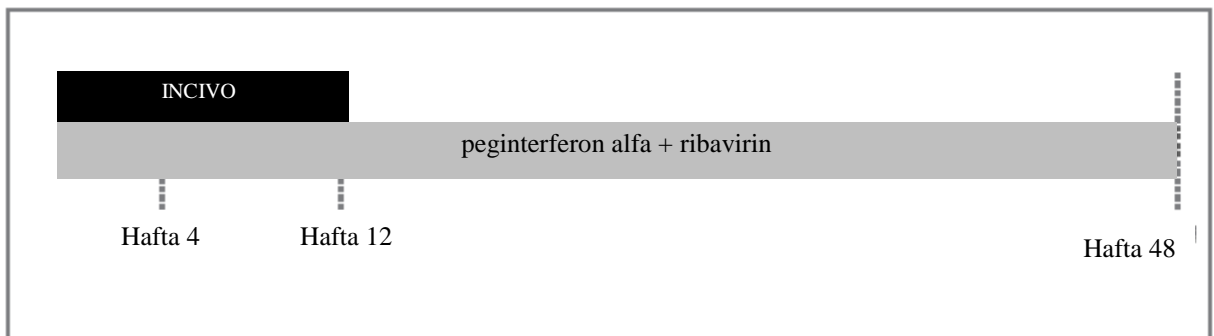 INCIVO
peginterferon alfa + ribavirin
Hafta 4
Hafta 12
Hafta 48